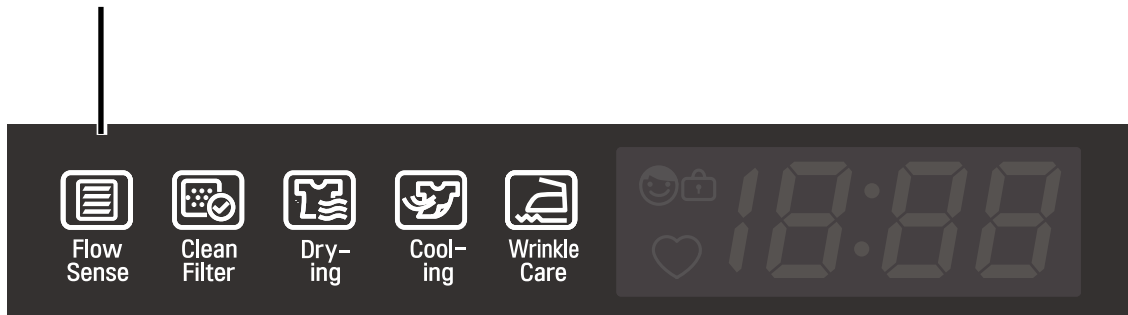 Flow
Sense
Clean
Filter
Dry-
ing
Cool-
ing
Wrinkle
Care
18:88